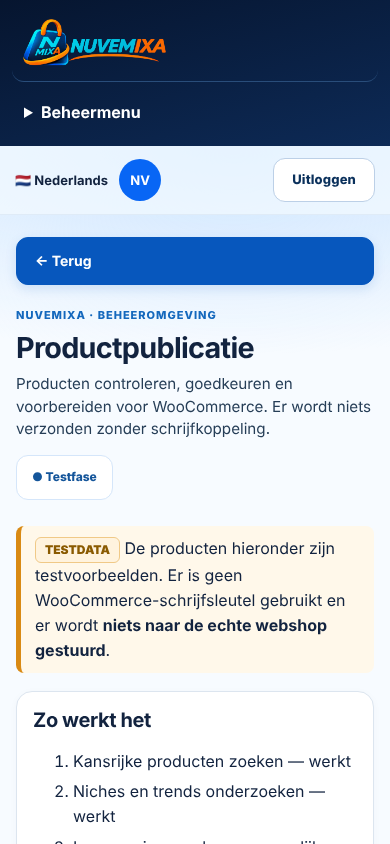 N
MIXA
NUVEMIXA
▶ Beheermenu
🇳🇱 Nederlands
NV
Uitloggen
← Terug
NUVEMIXA · BEHEEROMGEVING
Productpublicatie
Producten controleren, goedkeuren en
voorbereiden voor WooCommerce. Er wordt niets
verzonden zonder schrijfkoppeling.
● Testfase
TESTDATA De producten hieronder zijn
testvoorbeelden. Er is geen
WooCommerce-schrijfsleutel gebruikt en
er wordt niets naar de echte webshop
gestuurd.
Zo werkt het
1. Kansrijke producten zoeken — werkt
2. Niches en trends onderzoeken —
werkt